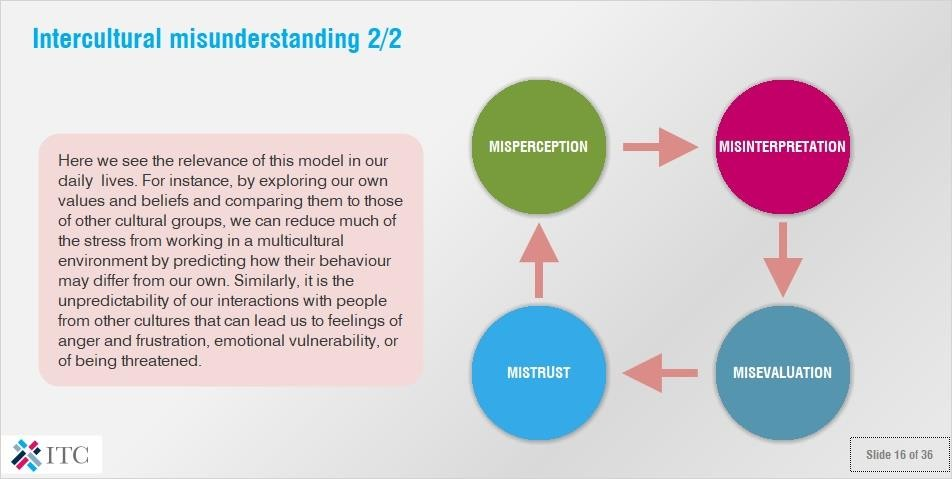 Intercultural misunderstanding 2/2
Here we see the relevance of this model in our
daily lives. For instance, by exploring our own
values and beliefs and comparing them to those
of other cultural groups, we can reduce much of
the stress from working in a multicultural
environment by predicting how their behaviour
may differ from our own. Similarly, it is the
unpredictability of our interactions with people
from other cultures that can lead us to feelings of
anger and frustration, emotional vulnerability, or
of being threatened.
MISPERCEPTION
MISINTERPRETATION
MISTRUST
MISEVALUATION
ITC
Slide 16 of 36